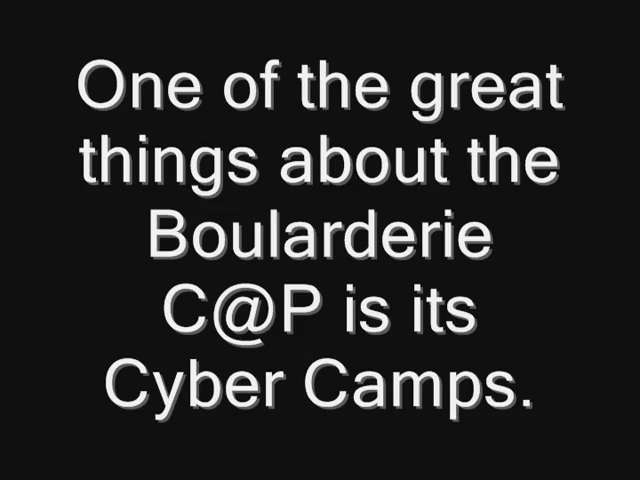 One of the great
things about the
Boularderie
C@P is its
Cyber Camps.